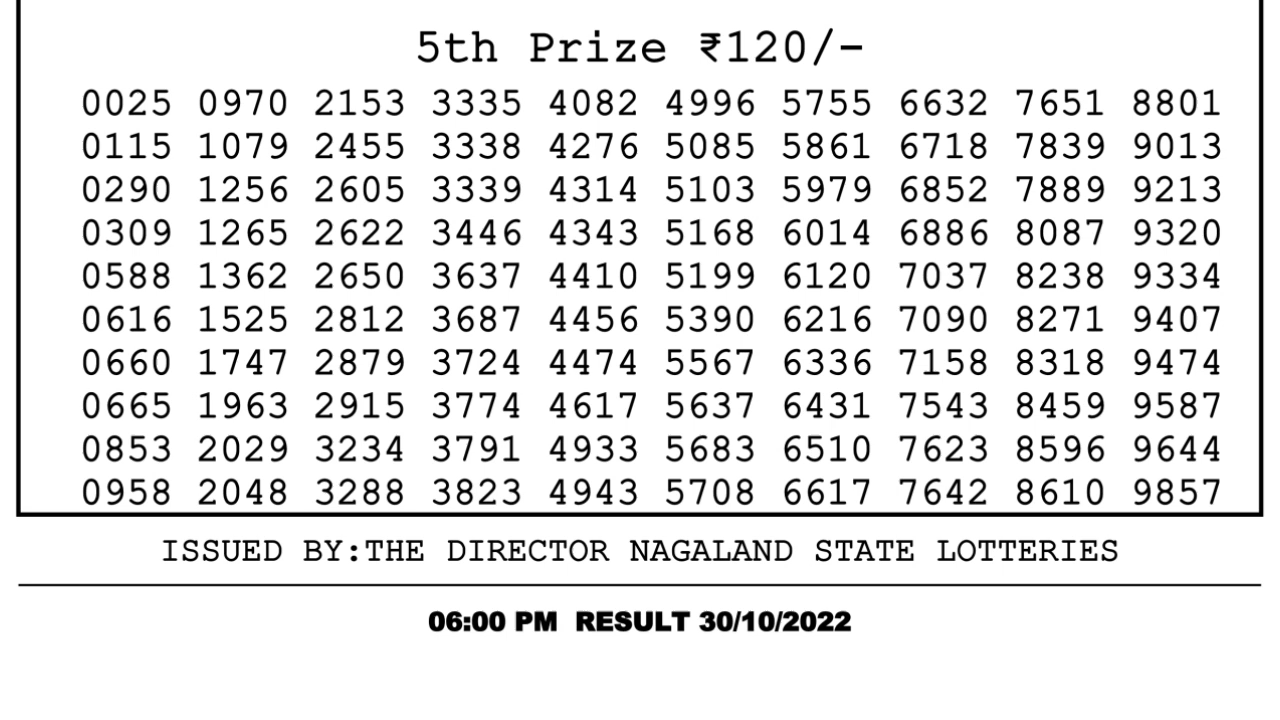 5th Prize ₹120/-
0025 0970 2153 3335 4082 4996 5755 6632 7651 8801
0115 1079 2455 3338 4276 5085 5861 6718 7839 9013
0290 1256 2605 3339 4314 5103 5979 6852 7889 9213
0309 1265 2622 3446 4343 5168 6014 6886 8087 9320
0588 1362 2650 3637 4410 5199 6120 7037 8238 9334
0616 1525 2812 3687 4456 5390 6216 7090 8271 9407
0660 1747 2879 3724 4474 5567 6336 7158 8318 9474
0665 1963 2915 3774 4617 5637 6431 7543 8459 9587
0853 2029 3234 3791 4933 5683 6510 7623 8596 9644
0958 2048 3288 3823 4943 5708 6617 7642 8610 9857
ISSUED BY:THE DIRECTOR NAGALAND STATE LOTTERIES
06:00 PM RESULT 30/10/2022